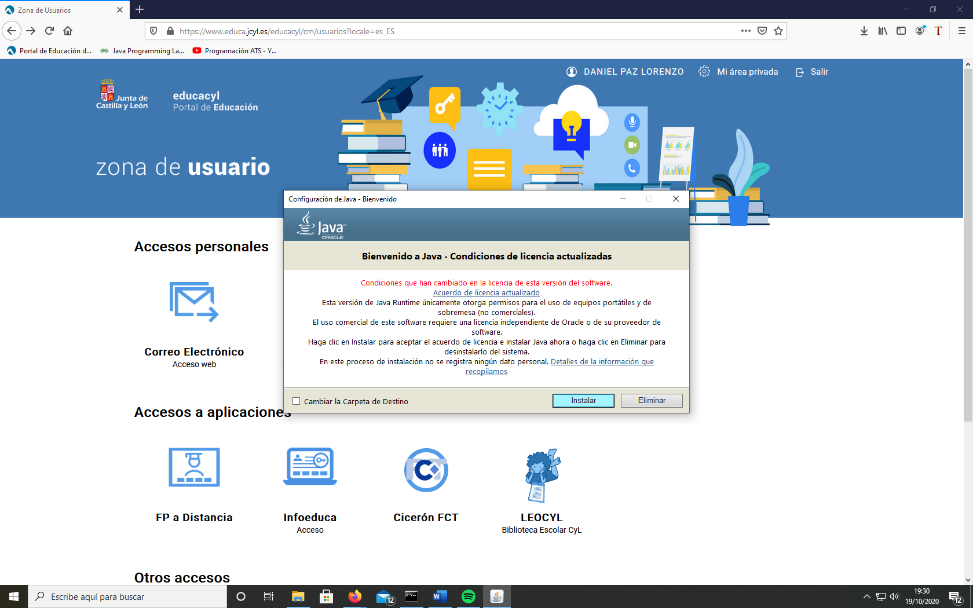 Zona de Usuarios
https://www.educa.jcyl.es/educacyl/cm/usuarios?locale=es_ES
Portal de Educación d...
Java Programming La...
Programación ATS - Y...
DANIEL PAZ LORENZO
Mi área privada
Salir
Junta de
Castilla y León
educacyl
Portal de Educación
zona de usuario
Configuración de Java - Bienvenido
Java™
ORACLE
Bienvenido a Java - Condiciones de licencia actualizadas
Condiciones que han cambiado en la licencia de esta versión del software.
Acuerdo de licencia actualizado
Esta versión de Java Runtime únicamente otorga permisos para el uso de equipos portátiles y de
sobremesa (no comerciales).
El uso comercial de este software requiere una licencia independiente de Oracle o de su proveedor de
software.
Haga clic en Instalar para aceptar el acuerdo de licencia e instalar Java ahora o haga clic en Eliminar para
desinstalarlo del sistema.
En este proceso de instalación no se registra ningún dato personal. Detalles de la información que
recopilamos
Cambiar la Carpeta de Destino
Instalar
Eliminar
Accesos personales
Correo Electrónico
Acceso web
Accesos a aplicaciones
FP a Distancia
Infoeduca
Acceso
Cicerón FCT
LEOCYL
Biblioteca Escolar CyL
Otros accesos
Escribe aquí para buscar
12
19:30
19/10/2020
12